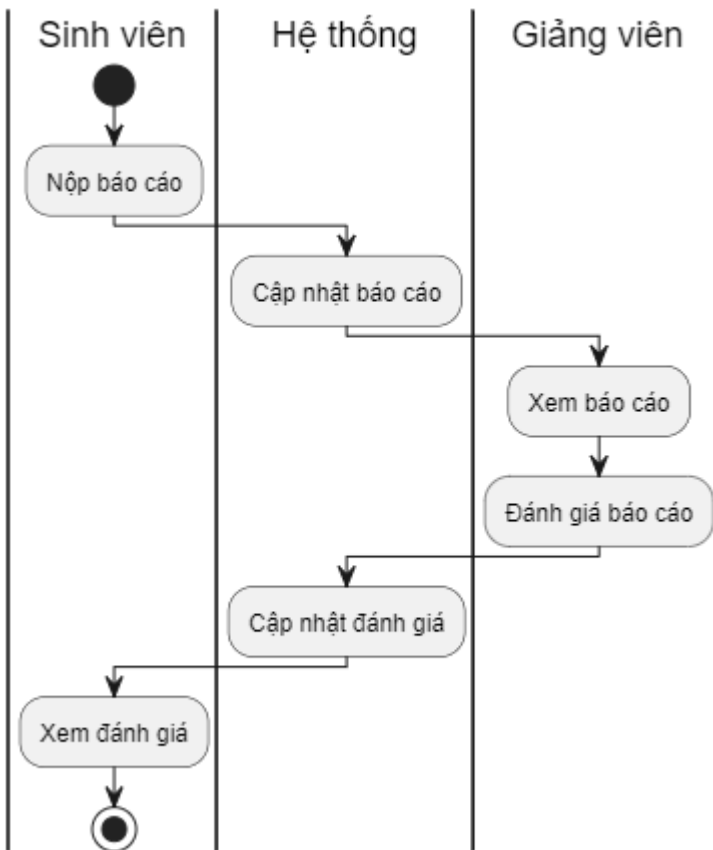 Sinh viên
Hệ thống
Giảng viên
Nộp báo cáo
Cập nhật báo cáo
Xem báo cáo
Đánh giá báo cáo
Cập nhật đánh giá
Xem đánh giá